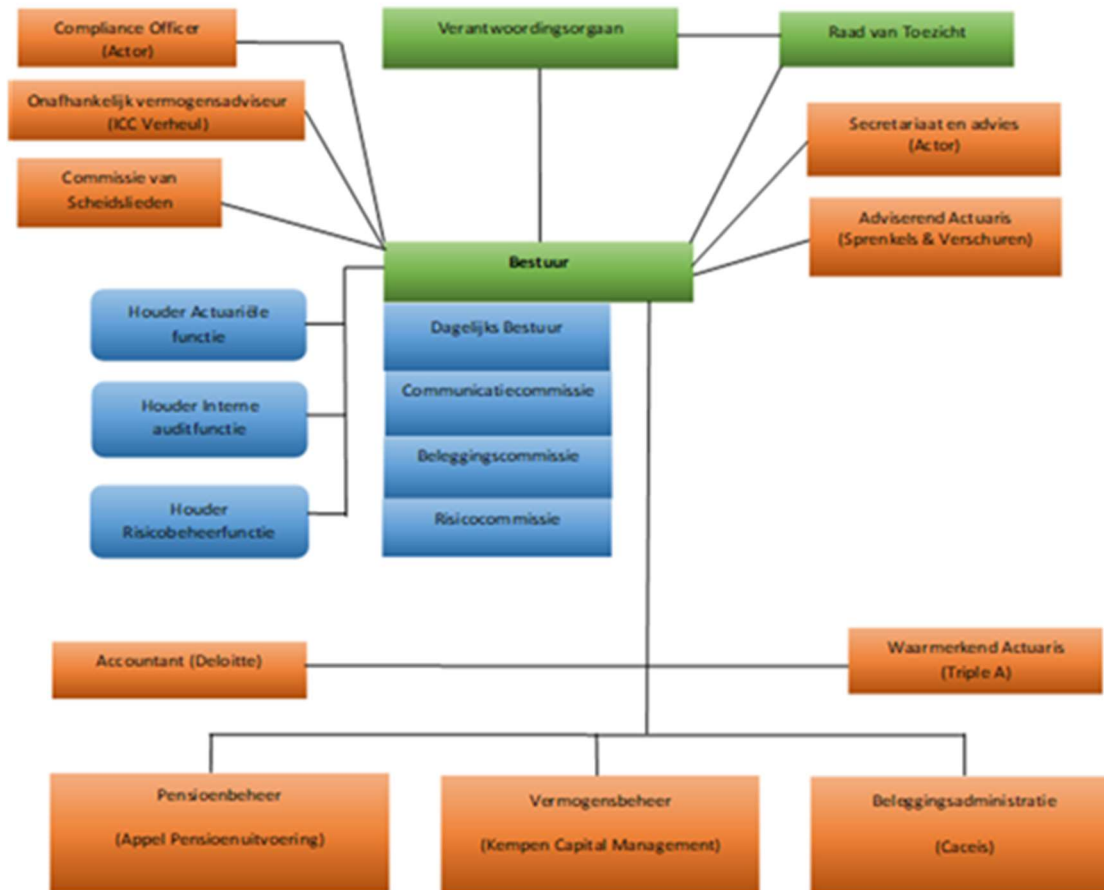 Compliance Officer
(Actor)
Verantwoordingsorgaan
Raad van Toezicht
Onafhankelijk vermogensadviseur
(ICC Verheul)
Secretariaat en advies
(Actor)
Commissie van
Scheidslieden
Adviserend Actuaris
(Sprenkels & Verschuren)
Bestuur
Houder Actuariële
functie
Houder Interne
auditfunctie
Houder
Risicobeheerfunctie
Dagelijks Bestuur
Communicatiecommissie
Beleggingscommissie
Risicocommissie
Accountant (Deloitte)
Waarmerkend Actuaris
(Triple A)
Pensioenbeheer
(Appel Pensioenuitvoering)
Vermogensbeheer
(Kempen Capital Management)
Beleggingsadministratie
(Caceis)